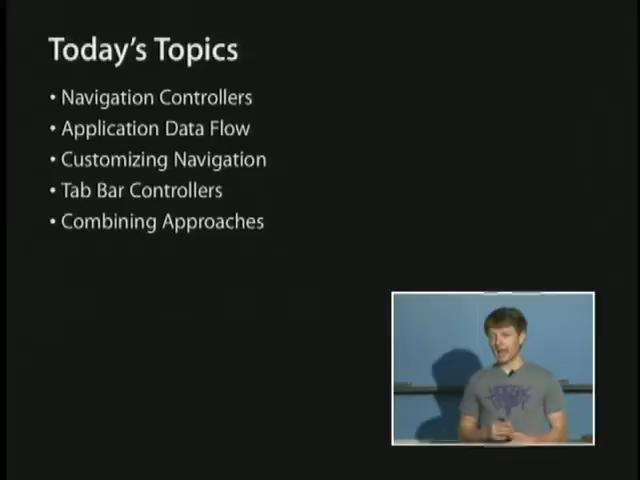 Today's Topics
• Navigation Controllers
• Application Data Flow
• Customizing Navigation
• Tab Bar Controllers
• Combining Approaches